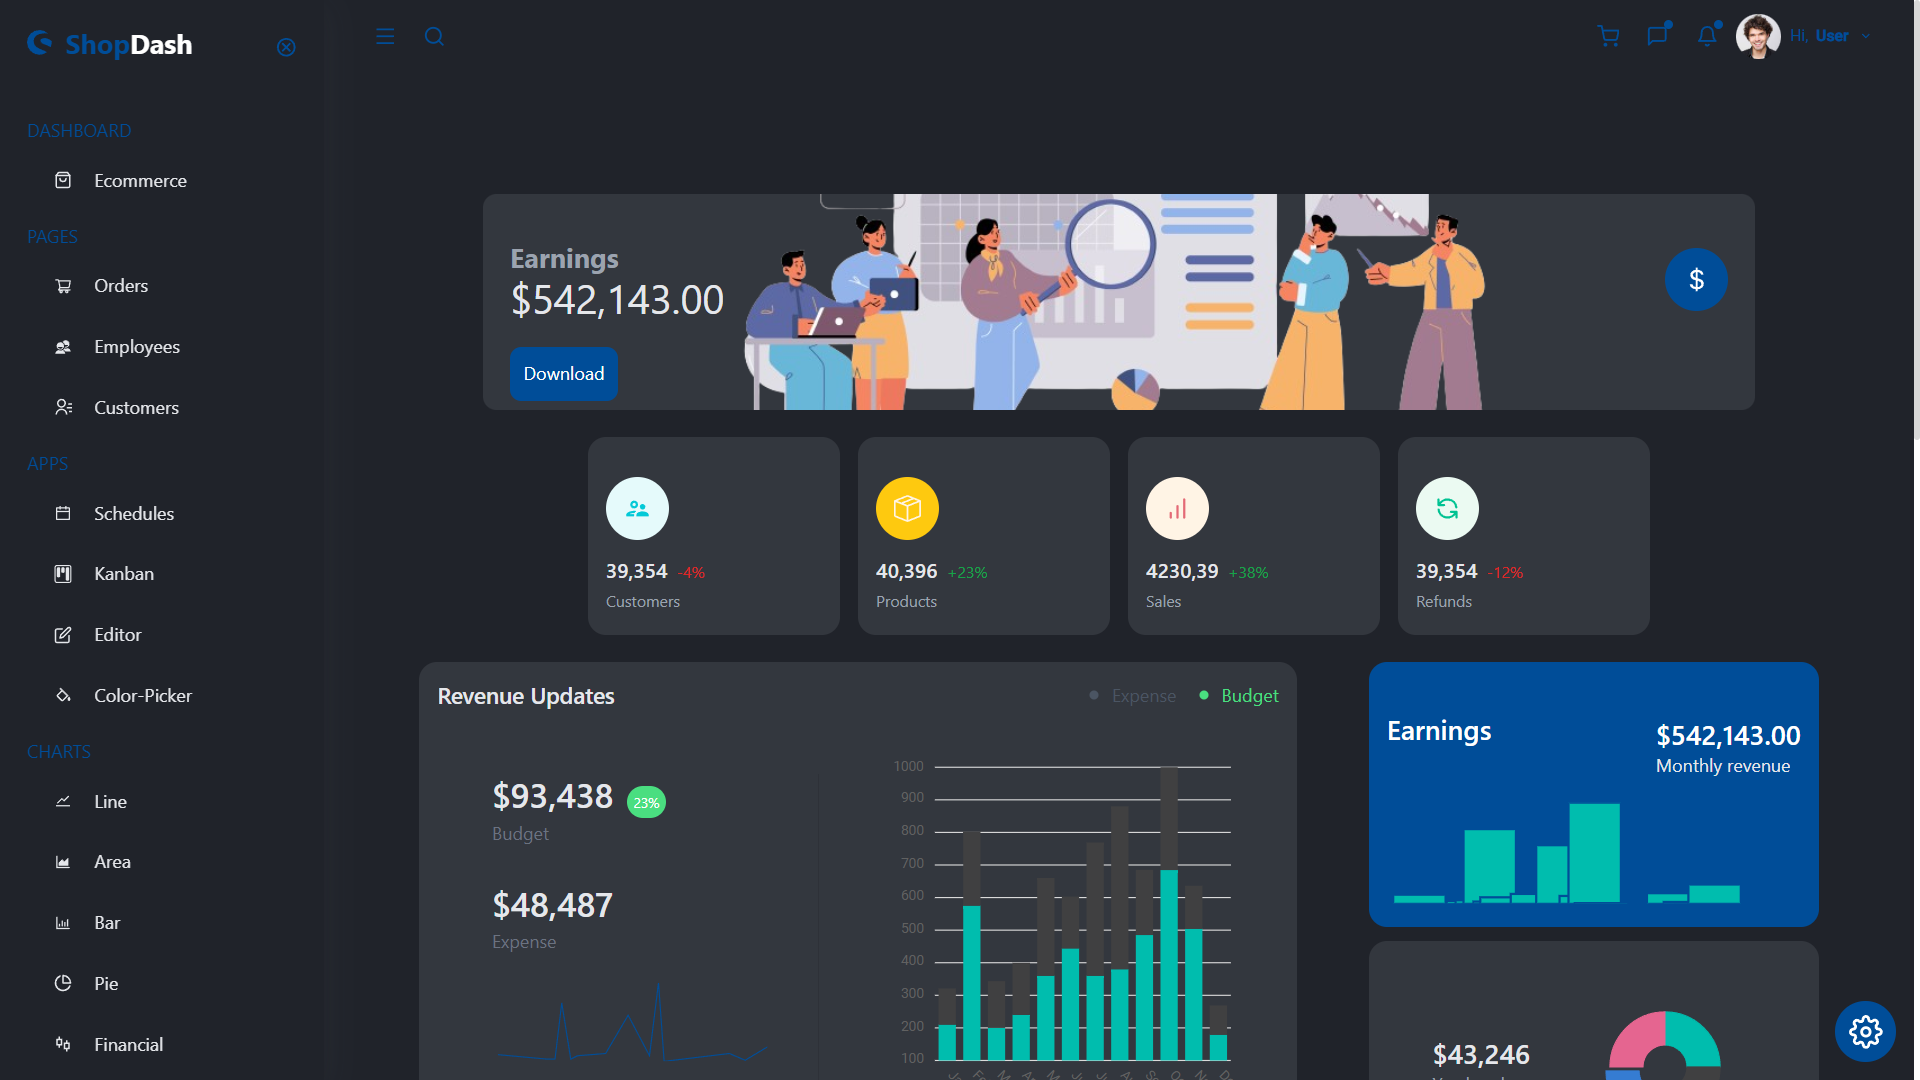 ShopDash
Hi, User
DASHBOARD
Ecommerce
PAGES
Orders
Employees
Customers
APPS
Schedules
Kanban
Editor
Color-Picker
CHARTS
Line
Area
Bar
Pie
Financial
Earnings
$542,143.00
Download
$
39,354 -4%
Customers
40,396 +23%
Products
4230,39 +38%
Sales
39,354 -12%
Refunds
Revenue Updates
Expense
Budget
$93,438 23%
Budget
$48,487
Expense
1000
900
800
700
600
500
400
300
200
100
Earnings
$542,143.00
Monthly revenue
$43,246